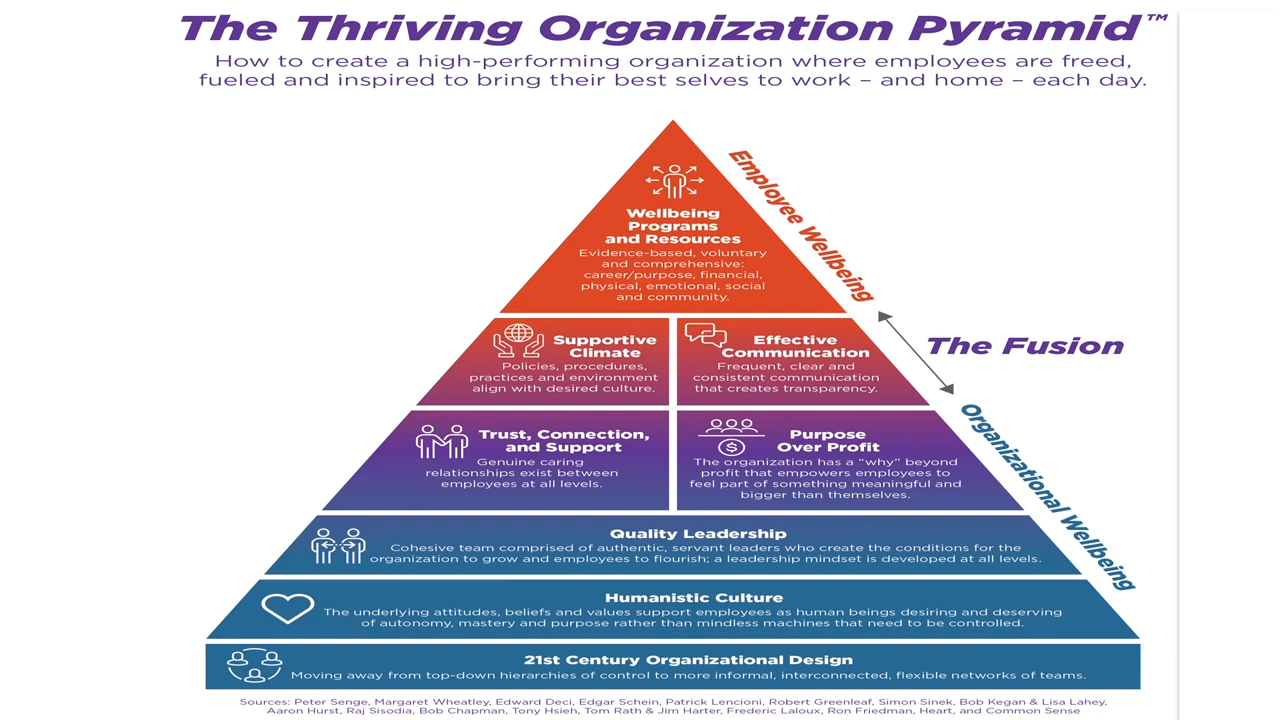 The Thriving Organization Pyramid™
How to create a high-performing organization where employees are freed,
fueled and inspired to bring their best selves to work – and home – each day.
Employee Wellbeing
Wellbeing
Programs
and Resources
Evidence-based, voluntary
and comprehensive:
career/purpose, financial,
physical, emotional, social
and community.
The Fusion
Supportive
Climate
Policies, procedures,
practices and environment
align with desired culture.
Effective
Communication
Frequent, clear and
consistent communication
that creates transparency.
Organizational Wellbeing
Trust, Connection,
and Support
Genuine caring
relationships exist between
employees at all levels.
Purpose
Over Profit
The organization has a “why” beyond
profit that empowers employees to
feel part of something meaningful and
bigger than themselves.
$
Quality Leadership
Cohesive team comprised of authentic, servant leaders who create the conditions for the
organization to grow and employees to flourish; a leadership mindset is developed at all levels.
Humanistic Culture
The underlying attitudes, beliefs and values support employees as human beings desiring and deserving
of autonomy, mastery and purpose rather than mindless machines that need to be controlled.
21st Century Organizational Design
Moving away from top-down hierarchies of control to more informal, interconnected, flexible networks of teams.
Sources: Peter Senge, Margaret Wheatley, Edward Deci, Edgar Schein, Patrick Lencioni, Robert Greenleaf, Simon Sinek, Bob Kegan & Lisa Lahey,
Aaron Hurst, Raj Sisodia, Bob Chapman, Tony Hsieh, Tom Rath & Jim Harter, Frederic Laloux, Ron Friedman, Heart, and Common Sense